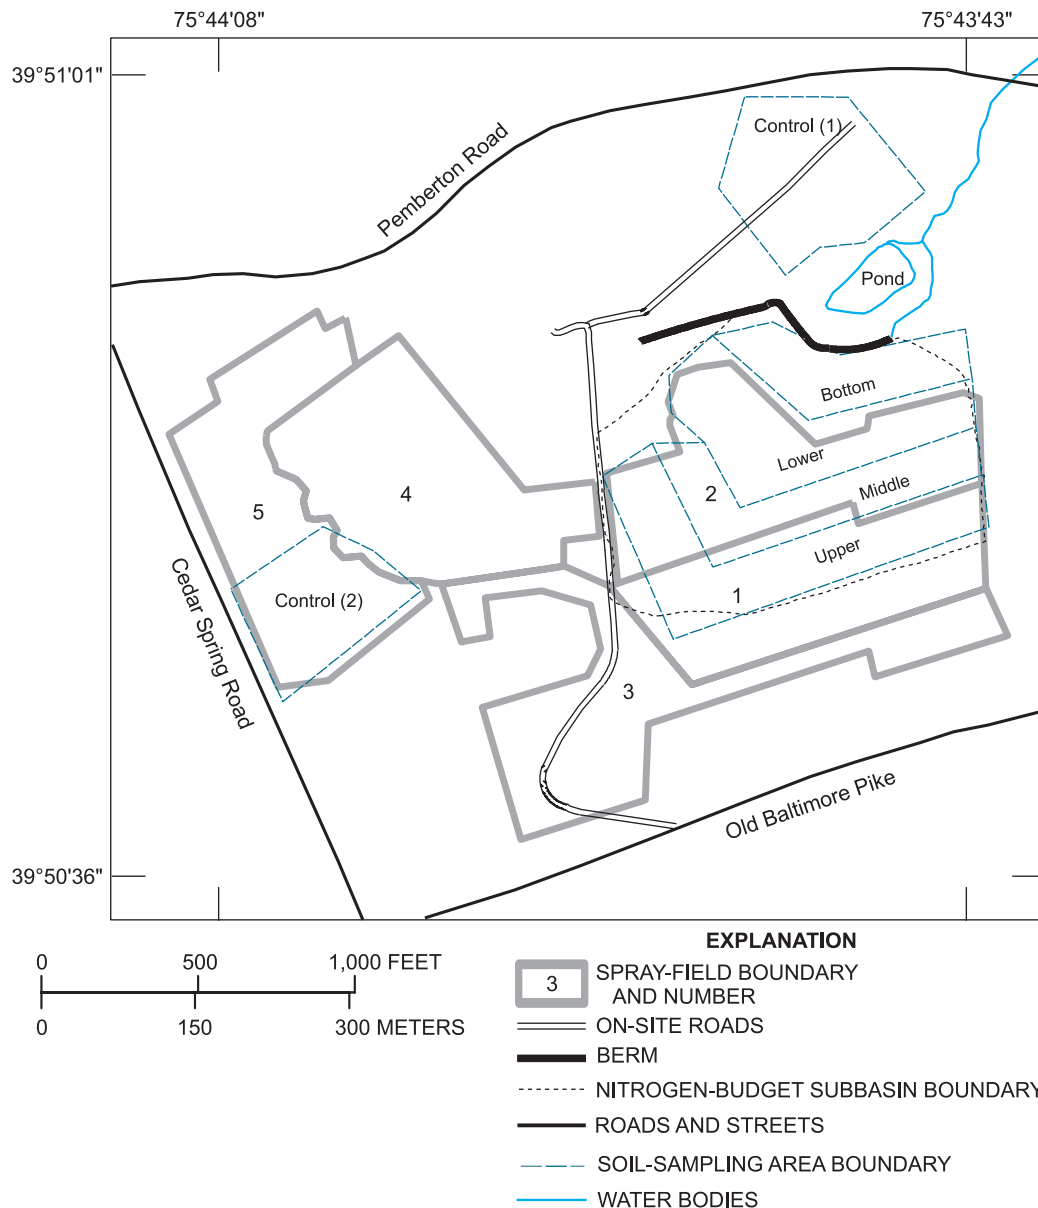 75°44'08"
75°43'43"
39°51'01"
Control (1)
Pemberton Road
Pond
Bottom
Lower
4
2
Middle
5
Upper
Control (2)
1
Cedar Spring Road
3
Old Baltimore Pike
39°50'36"
EXPLANATION
0 500 1,000 FEET
0 150 300 METERS
3 SPRAY-FIELD BOUNDARY
AND NUMBER
ON-SITE ROADS
BERM
NITROGEN-BUDGET SUBBASIN BOUNDARY
ROADS AND STREETS
SOIL-SAMPLING AREA BOUNDARY
WATER BODIES